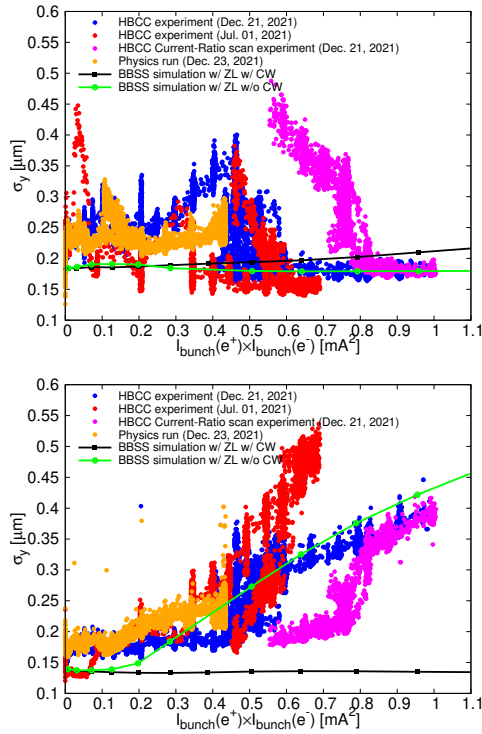 HBCC experiment (Dec. 21, 2021)
HBCC experiment (Jul. 01, 2021)
HBCC Current-Ratio scan experiment (Dec. 21, 2021)
Physics run (Dec. 23, 2021)
BBSS simulation w/ ZL w/ CW
BBSS simulation w/ ZL w/o CW
0.6
0.55
0.5
0.45
0.4
0.35
0.3
0.25
0.2
0.15
0.1
σy [µm]
0 0.1 0.2 0.3 0.4 0.5 0.6 0.7 0.8 0.9 1 1.1
Ibunch(e+)×Ibunch(e-) [mA2]
HBCC experiment (Dec. 21, 2021)
HBCC experiment (Jul. 01, 2021)
HBCC Current-Ratio scan experiment (Dec. 21, 2021)
Physics run (Dec. 23, 2021)
BBSS simulation w/ ZL w/ CW
BBSS simulation w/ ZL w/o CW
0.6
0.55
0.5
0.45
0.4
0.35
0.3
0.25
0.2
0.15
0.1
σy [µm]
0 0.1 0.2 0.3 0.4 0.5 0.6 0.7 0.8 0.9 1 1.1
Ibunch(e+)×Ibunch(e-) [mA2]